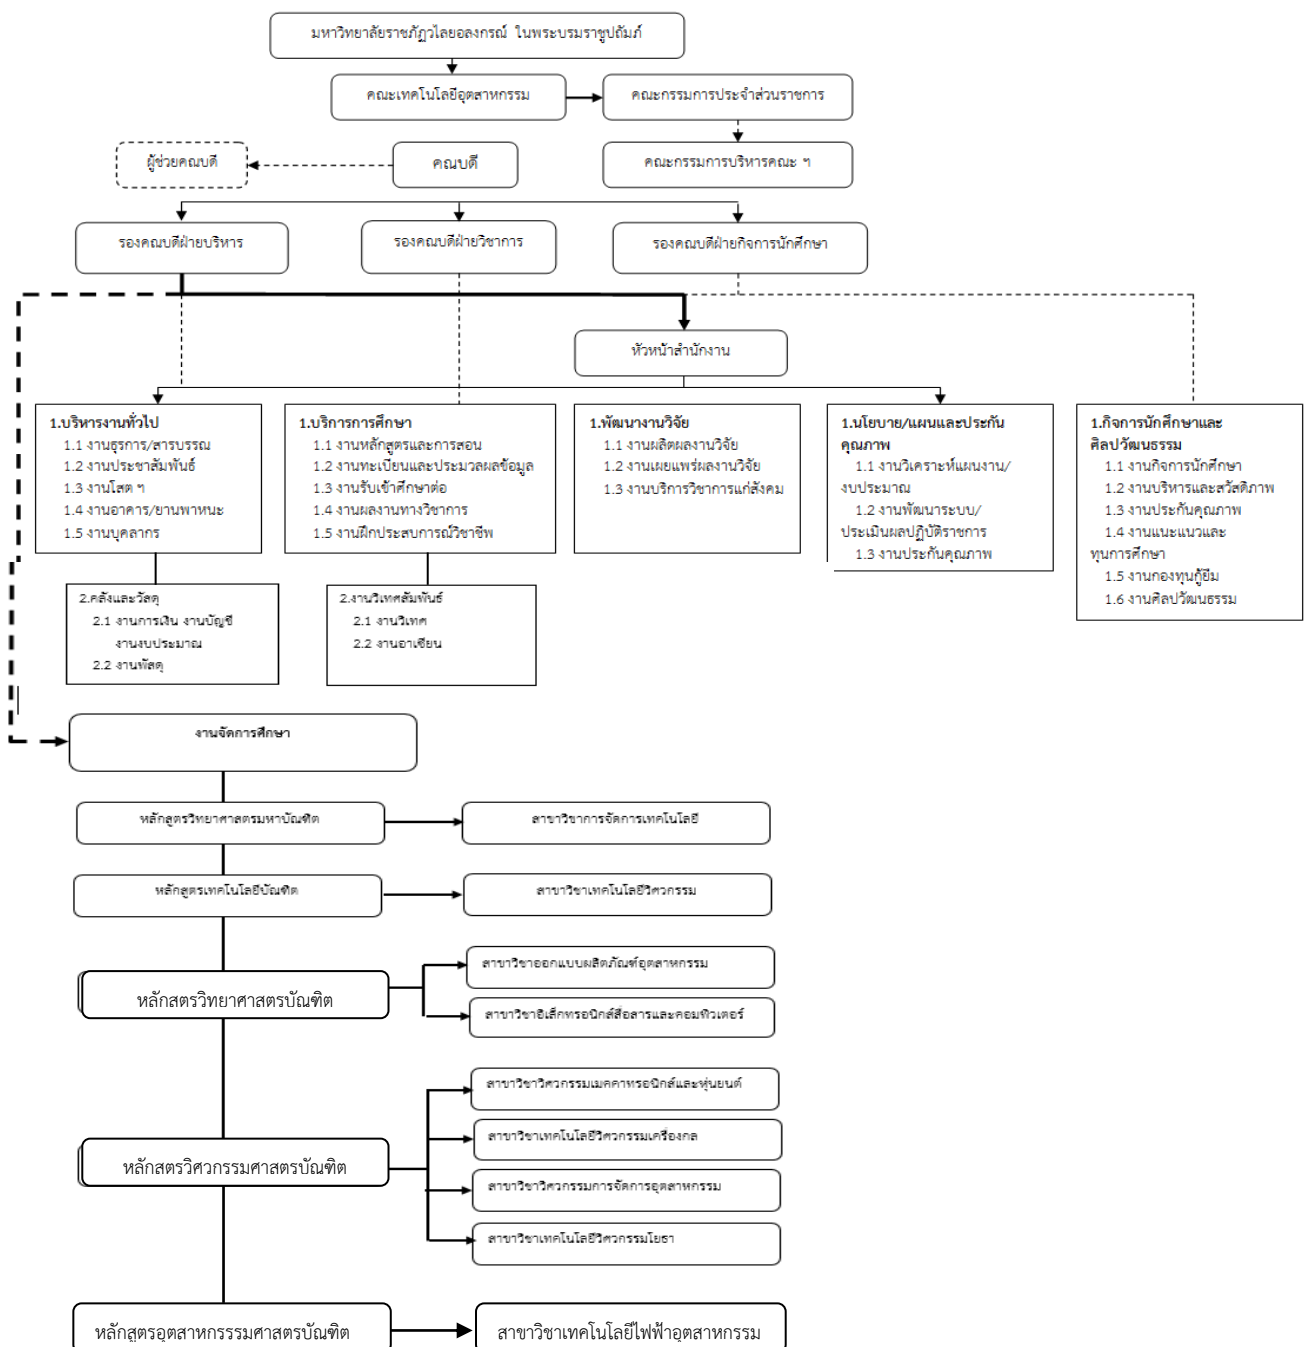 มหาวิทยาลัยราชภัฏวไลยอลงกรณ์ ในพระบรมราชูปถัมภ์
คณะเทคโนโลยีอุตสาหกรรม
คณะกรรมการประจำส่วนราชการ
ผู้ช่วยคณบดี
คณบดี
คณะกรรมการบริหารคณะ ฯ
รองคณบดีฝ่ายบริหาร
รองคณบดีฝ่ายวิชาการ
รองคณบดีฝ่ายกิจการนักศึกษา
หัวหน้าสำนักงาน
1.บริหารงานทั่วไป
1.1 งานธุรการ/สารบรรณ
1.2 งานประชาสัมพันธ์
1.3 งานโสต ฯ
1.4 งานอาคาร/ยานพาหนะ
1.5 งานบุคลากร
1.บริการการศึกษา
1.1 งานหลักสูตรและการสอน
1.2 งานทะเบียนและประมวลผลข้อมูล
1.3 งานรับเข้าศึกษาต่อ
1.4 งานผลงานทางวิชาการ
1.5 งานฝึกประสบการณ์วิชาชีพ
1.พัฒนางานวิจัย
1.1 งานผลิตผลงานวิจัย
1.2 งานเผยแพร่ผลงานวิจัย
1.3 งานบริการวิชาการแก่สังคม
1.นโยบาย/แผนและประกัน
คุณภาพ
1.1 งานวิเคราะห์แผนงาน/
งบประมาณ
1.2 งานพัฒนาระบบ/
ประเมินผลปฏิบัติราชการ
1.3 งานประกันคุณภาพ
1.กิจการนักศึกษาและ
ศิลปวัฒนธรรม
1.1 งานกิจการนักศึกษา
1.2 งานบริหารและสวัสดิภาพ
1.3 งานประกันคุณภาพ
1.4 งานแนะแนวและ
ทุนการศึกษา
1.5 งานกองทุนกู้ยืม
1.6 งานศิลปวัฒนธรรม
2.คลังและวัสดุ
2.1 งานการเงิน งานบัญชี
งานงบประมาณ
2.2 งานพัสดุ
2.งานวิเทศสัมพันธ์
2.1 งานวิเทศ
2.2 งานอาเซียน
งานจัดการศึกษา
หลักสูตรวิทยาศาสตรมหาบัณฑิต
สาขาวิชาการจัดการเทคโนโลยี
หลักสูตรเทคโนโลยีบัณฑิต
สาขาวิชาเทคโนโลยีวิศวกรรม
สาขาวิชาออกแบบผลิตภัณฑ์อุตสาหกรรม
หลักสตรวิทยาศาสตรบัณฑิต
สาขาวิชาอิเล็กทรอนิกส์สื่อสารและคอมพิวเตอร์
สาขาวิชาวิศวกรรมเมคคาทรอนิกส์และหุ่นยนต์
สาขาวิชาเทคโนโลยีวิศวกรรมเครื่องกล
หลักสตรวิศวกรรมศาสตรบัณฑิต
สาขาวิชาวิศวกรรมการจัดการอุตสาหกรรม
สาขาวิชาเทคโนโลยีวิศวกรรมโยธา
หลักสูตรอุตสาหกรรรมศาสตรบัณฑิต
สาขาวิชาเทคโนโลยีไฟฟ้าอุตสาหกรรม